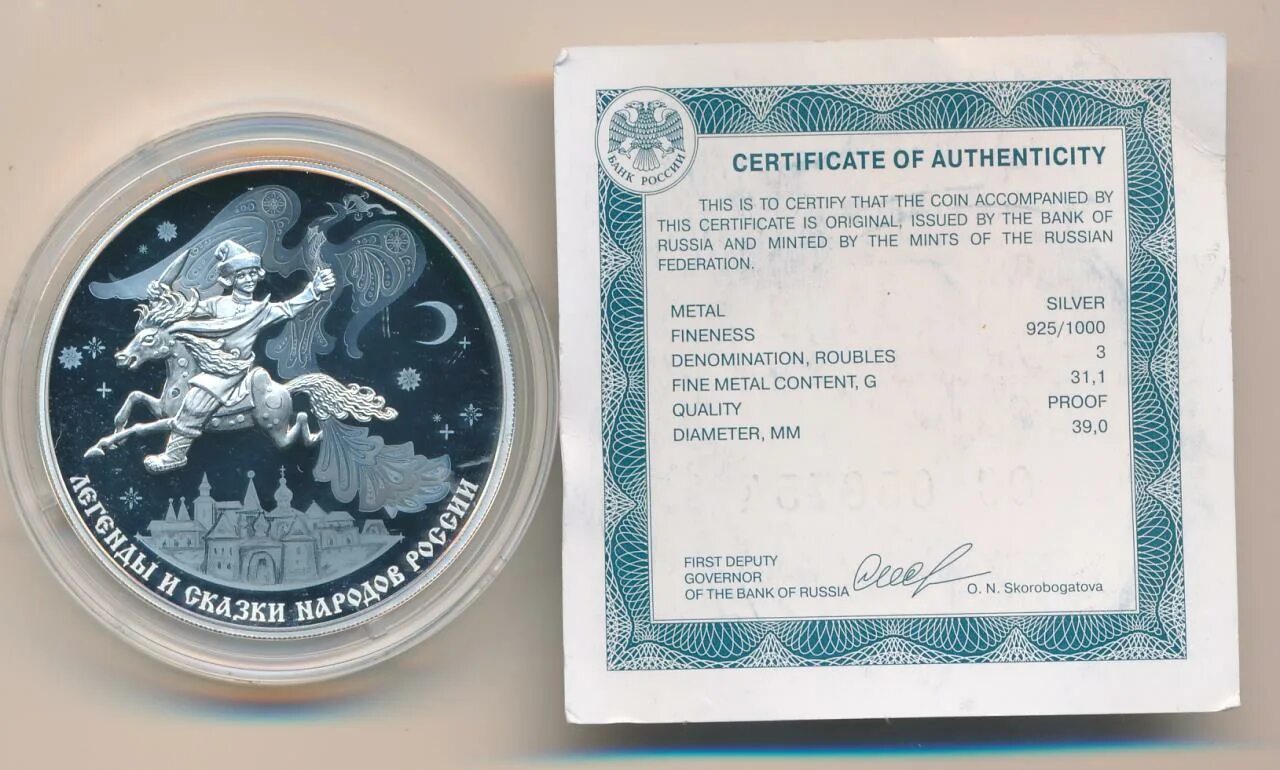 ЛЕГЕНДЫ И СКАЗКИ НАРОДОВ РОССИИ
БАНК РОССИИ
CERTIFICATE OF AUTHENTICITY
THIS IS TO CERTIFY THAT THE COIN ACCOMPANIED BY
THIS CERTIFICATE IS ORIGINAL, ISSUED BY THE BANK OF
RUSSIA AND MINTED BY THE MINTS OF THE RUSSIAN
FEDERATION.
METAL SILVER
FINENESS 925/1000
DENOMINATION, ROUBLES 3
FINE METAL CONTENT, G 31,1
QUALITY PROOF
DIAMETER, MM 39,0
FIRST DEPUTY
GOVERNOR
OF THE BANK OF RUSSIA O. N. Skorobogatova